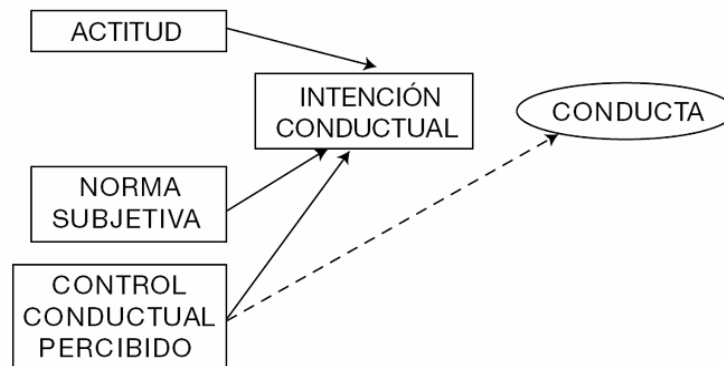 ACTITUD
INTENCIÓN
CONDUCTUAL
CONDUCTA
NORMA
SUBJETIVA
CONTROL
CONDUCTUAL
PERCIBIDO